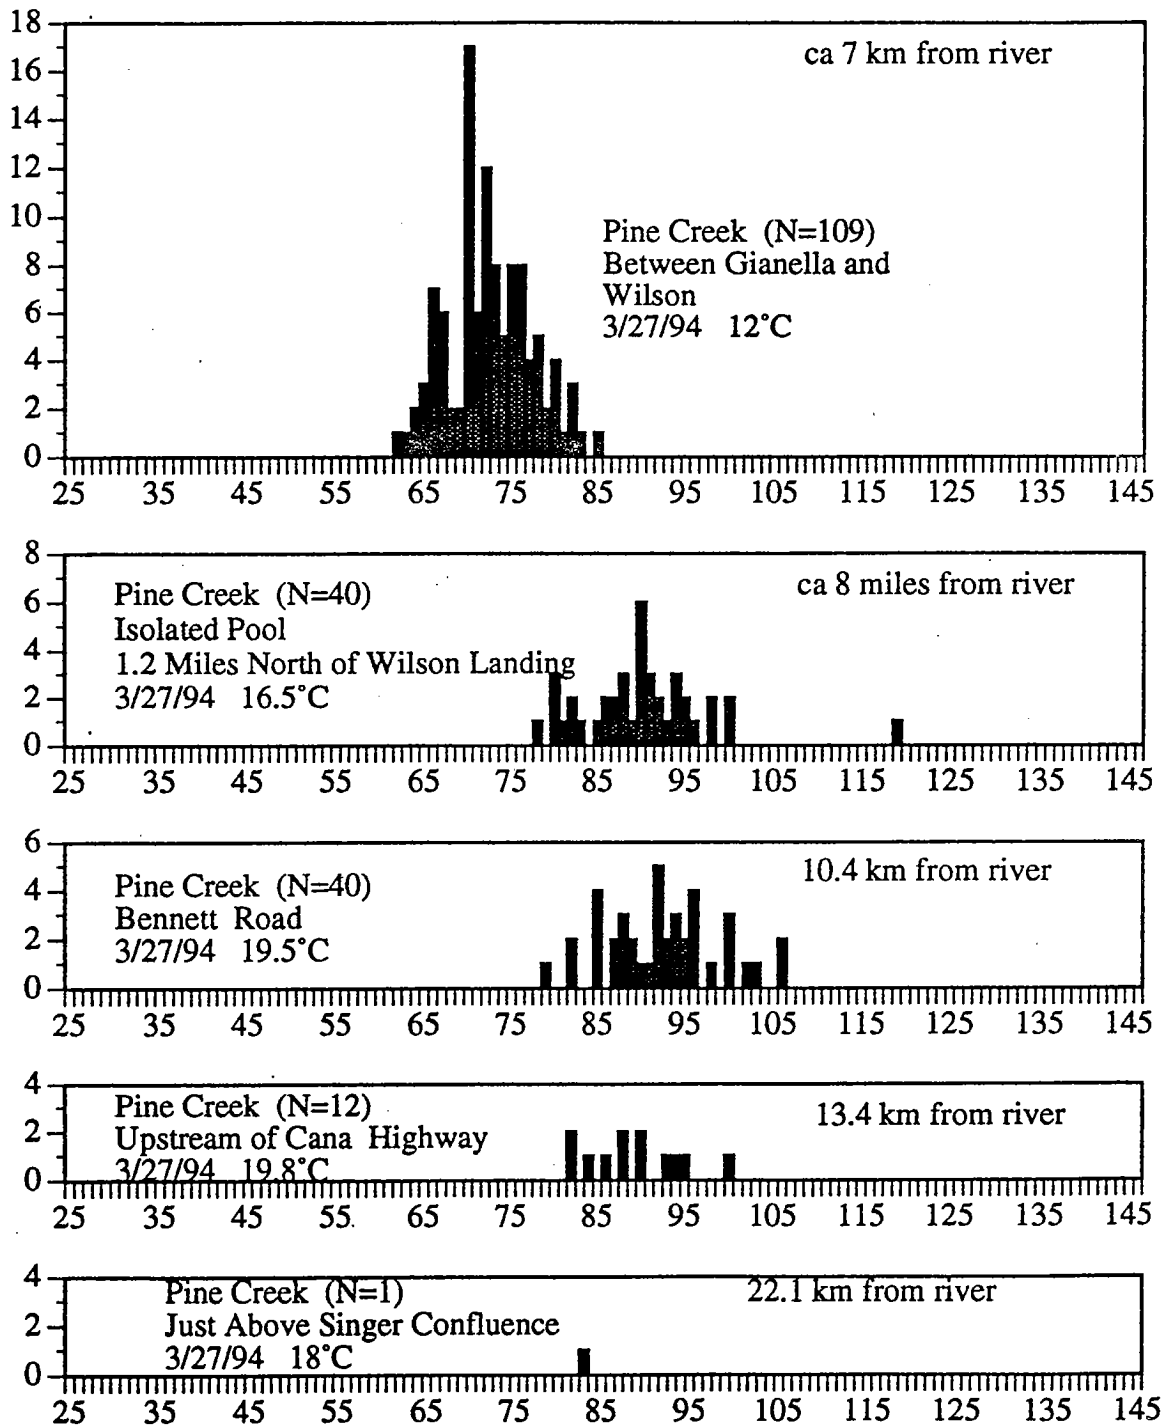 18
16
14
12
10
8
6
4
2
0
ca 7 km from river
Pine Creek (N=109)
Between Gianella and
Wilson
3/27/94 12°C
25 35 45 55 65 75 85 95 105 115 125 135 145
8
6
4
2
0
ca 8 miles from river
Pine Creek (N=40)
Isolated Pool
1.2 Miles North of Wilson Landing
3/27/94 16.5°C
25 35 45 55 65 75 85 95 105 115 125 135 145
6
4
2
0
10.4 km from river
Pine Creek (N=40)
Bennett Road
3/27/94 19.5°C
25 35 45 55 65 75 85 95 105 115 125 135 145
4
2
0
13.4 km from river
Pine Creek (N=12)
Upstream of Cana Highway
3/27/94 19.8°C
25 35 45 55 65 75 85 95 105 115 125 135 145
4
2
0
22.1 km from river
Pine Creek (N=1)
Just Above Singer Confluence
3/27/94 18°C
25 35 45 55 65 75 85 95 105 115 125 135 145